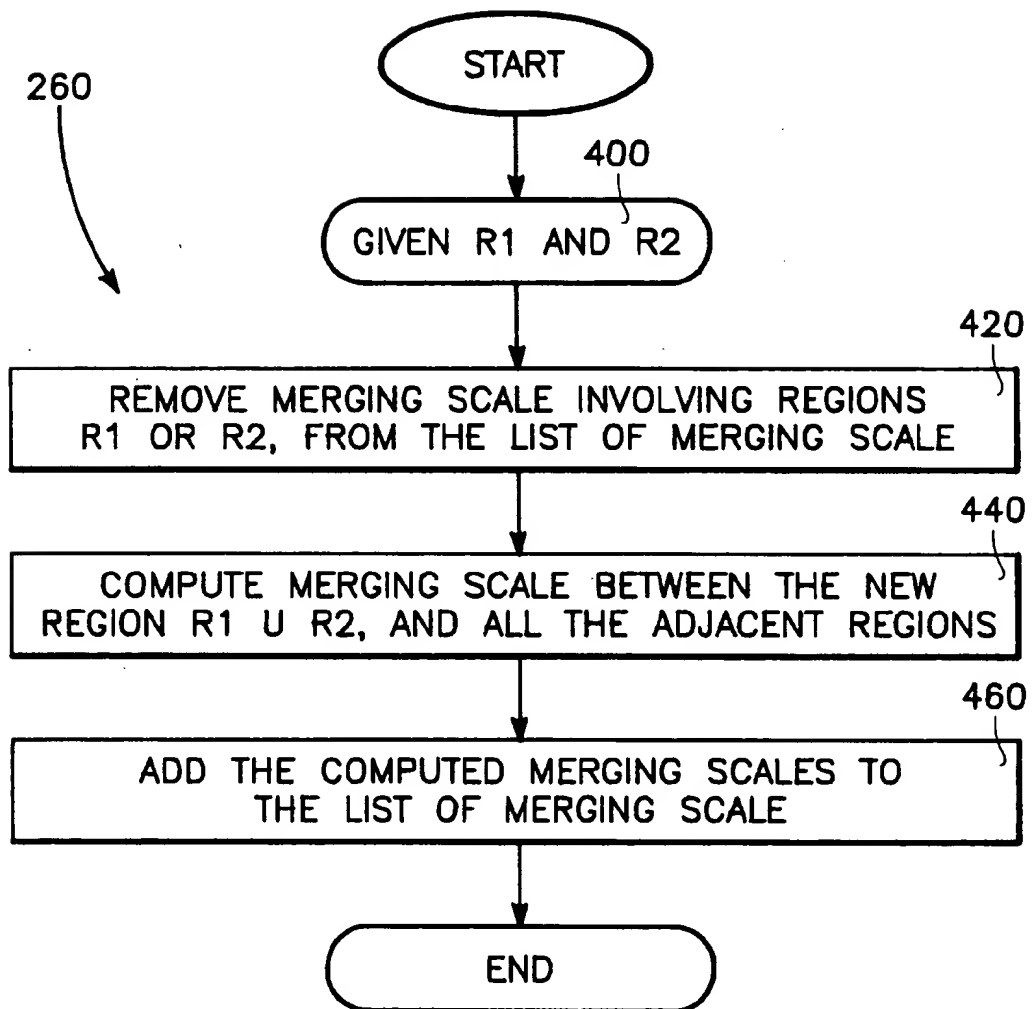 START
260
400
GIVEN R1 AND R2
420
REMOVE MERGING SCALE INVOLVING REGIONS
R1 OR R2, FROM THE LIST OF MERGING SCALE
440
COMPUTE MERGING SCALE BETWEEN THE NEW
REGION R1 U R2, AND ALL THE ADJACENT REGIONS
460
ADD THE COMPUTED MERGING SCALES TO
THE LIST OF MERGING SCALE
END